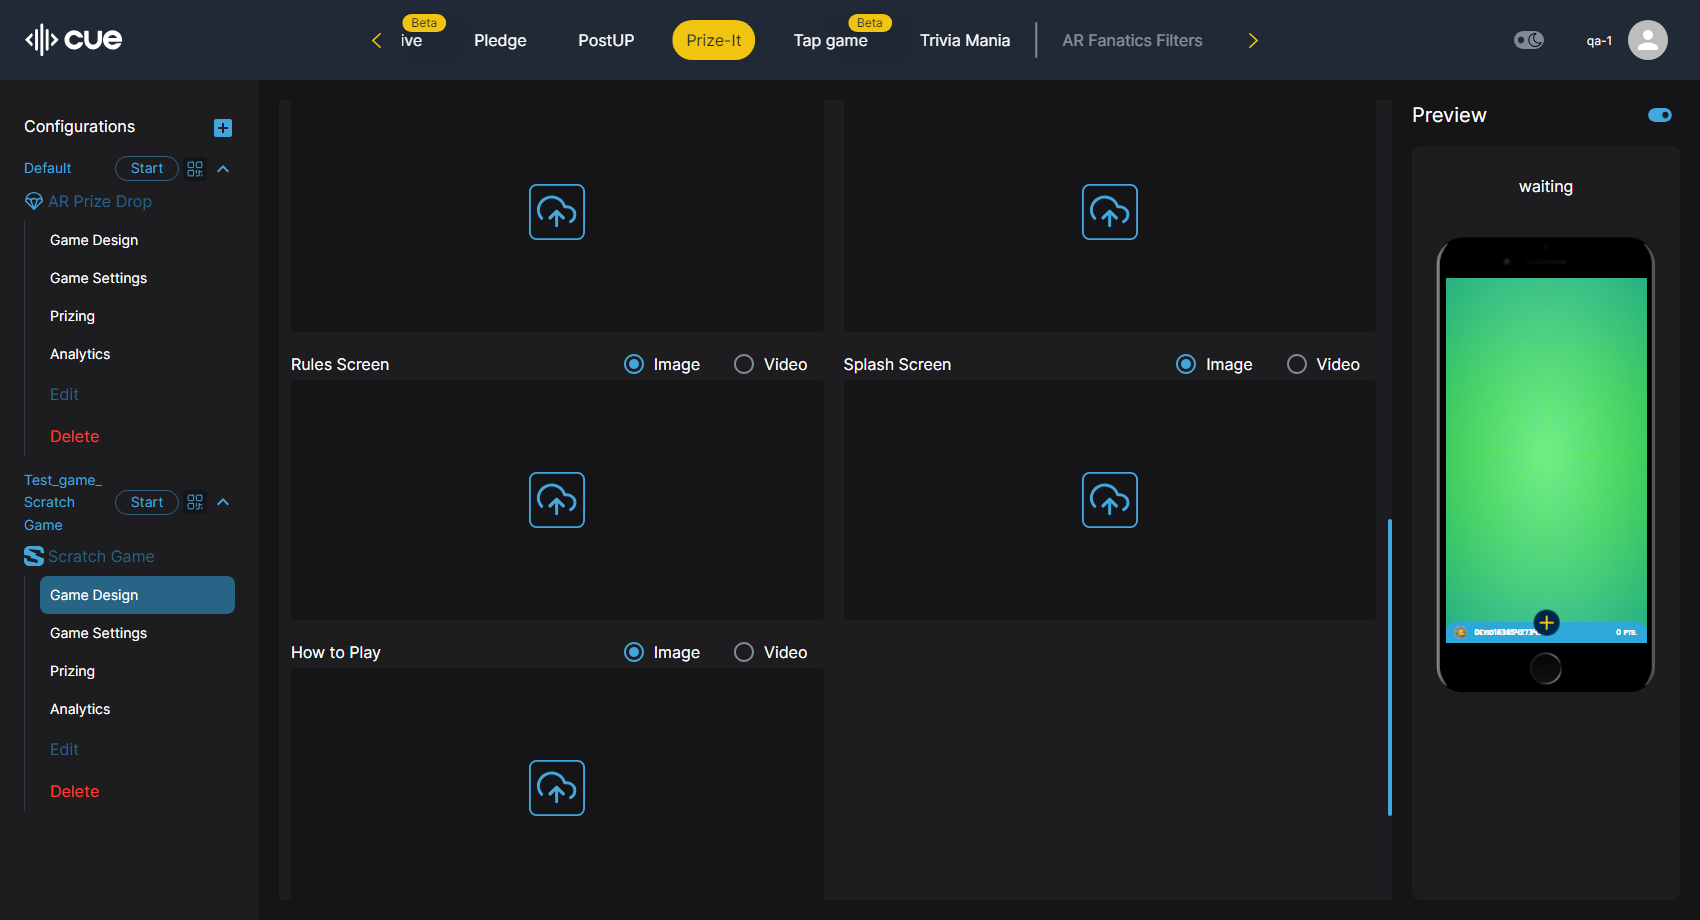 cue
Beta
ive
Pledge
PostUP
Prize-It
Beta
Tap game
Trivia Mania
AR Fanatics Filters
qa-1
Configurations
Default
Start
AR Prize Drop
Game Design
Game Settings
Prizing
Analytics
Edit
Delete
Test_game_
Scratch
Game
Start
Scratch Game
Game Design
Game Settings
Prizing
Analytics
Edit
Delete
Rules Screen
Image
Video
Splash Screen
Image
Video
How to Play
Image
Video
Preview
waiting
0 PTS.